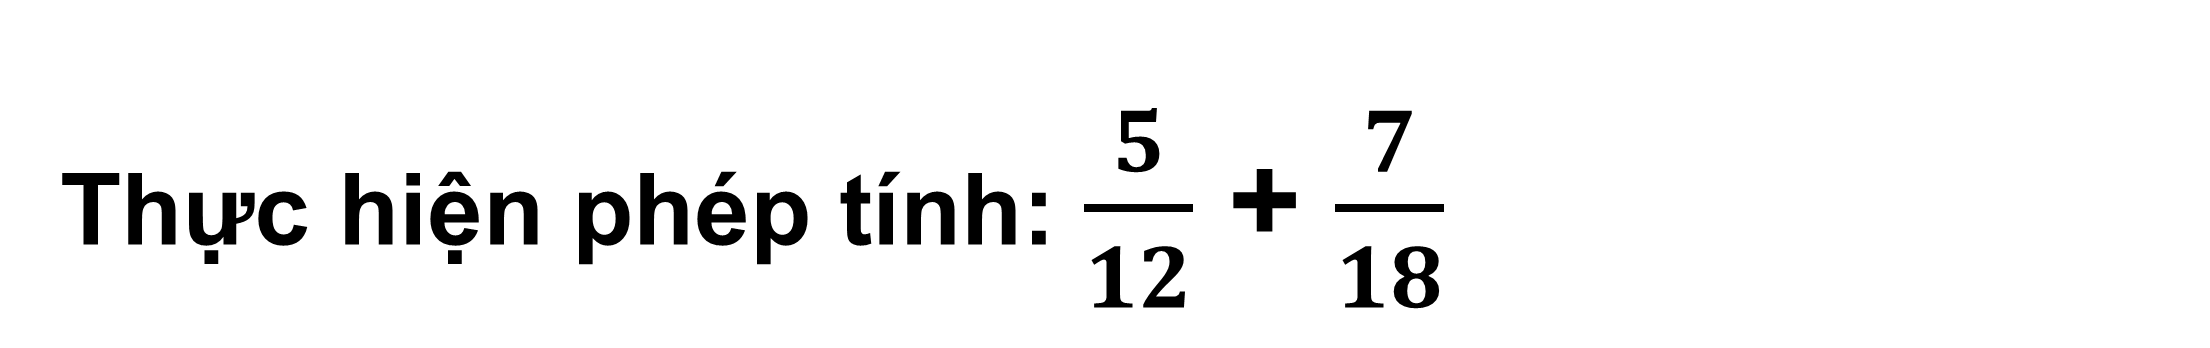 Thực hiện phép tính: 5/12 + 7/18